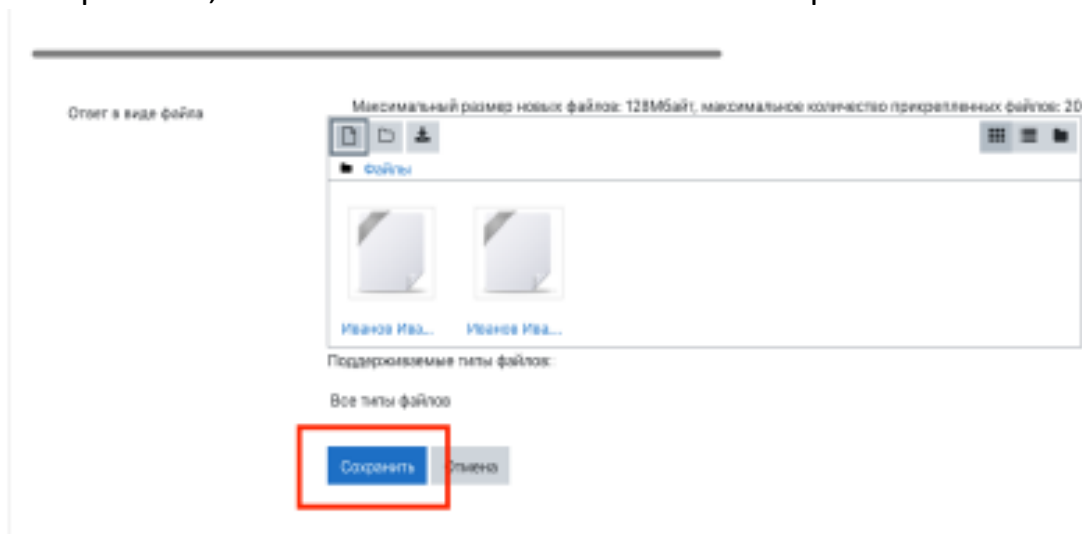 Ответ в виде файла
Максимальный размер новых файлов: 128Мбайт, максимальное количество прикрепленных файлов: 20
Файлы
Иванов Ива... Иванов Ива...
Поддерживаемые типы файлов:
Все типы файлов
Сохранить Отмена